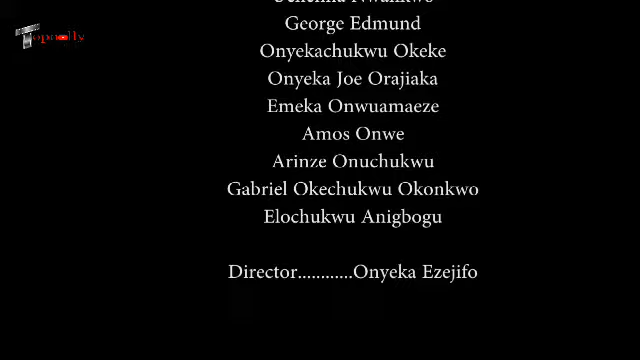 George Edmund
Onyekachukwu Okeke
Onyeka Joe Orajiaka
Emeka Onwuamaeze
Amos Onwe
Arinze Onuchukwu
Gabriel Okechukwu Okonkwo
Elochukwu Anigbogu
Director............Onyeka Ezejifo